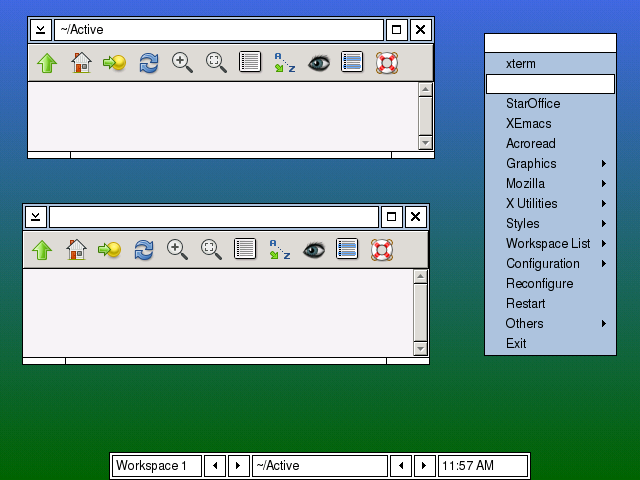 ~/Active
A
Z
xterm
StarOffice
XEmacs
Acroread
Graphics
Mozilla
X Utilities
Styles
Workspace List
Configuration
Reconfigure
Restart
Others
Exit
A
Z
Workspace 1
~/Active
11:57 AM